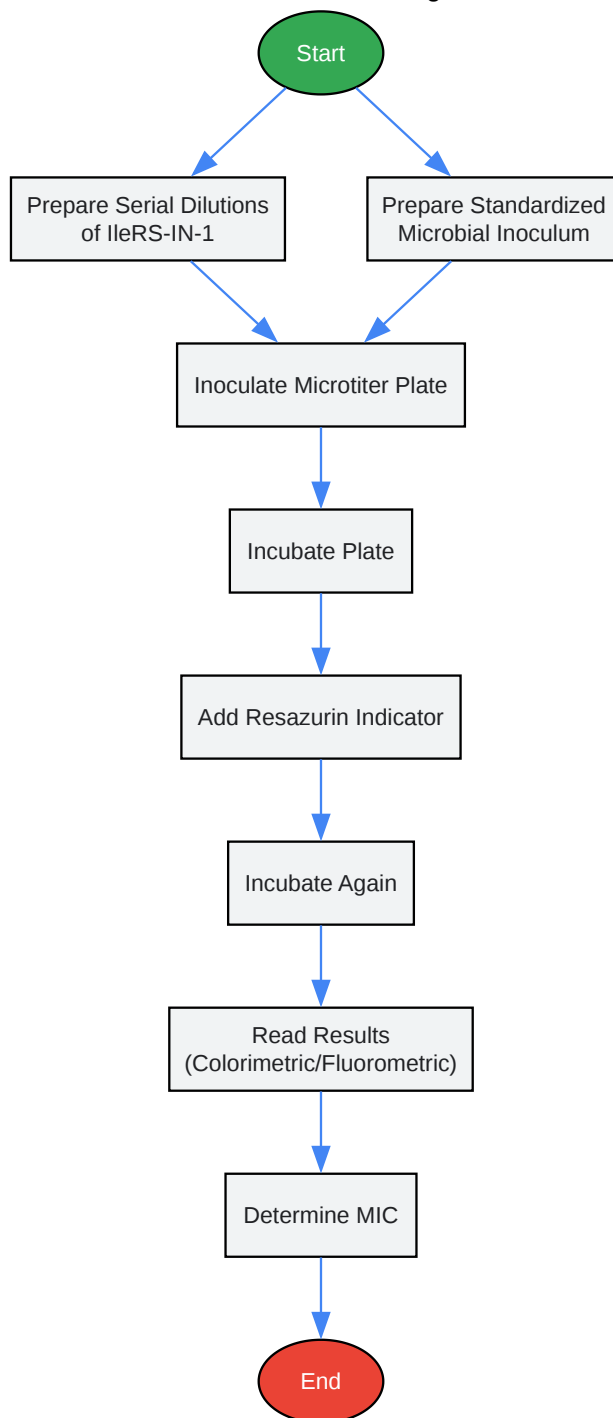 Start
Prepare Serial Dilutions
of IleRS-IN-1
Prepare Standardized
Microbial Inoculum
Inoculate Microtiter Plate
Incubate Plate
Add Resazurin Indicator
Incubate Again
Read Results
(Colorimetric/Fluorometric)
Determine MIC
End